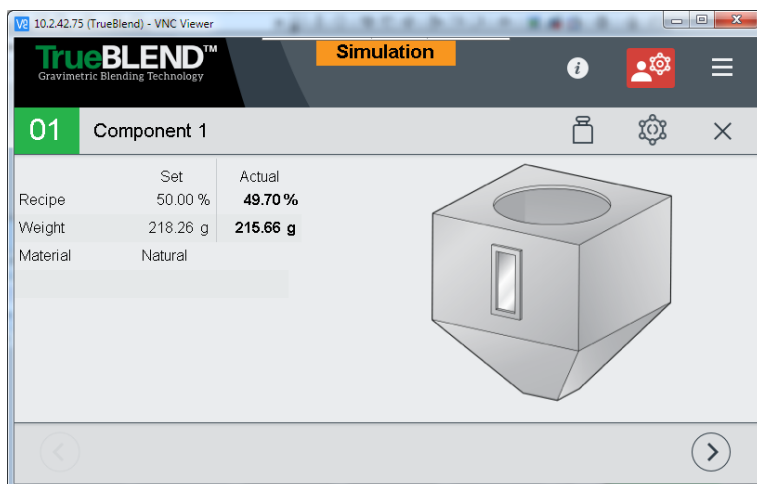 10.2.42.75 (TrueBlend) - VNC Viewer
TrueBLEND™
Gravimetric Blending Technology
Simulation
01 Component 1
Set Actual
Recipe 50.00 % 49.70 %
Weight 218.26 g 215.66 g
Material Natural